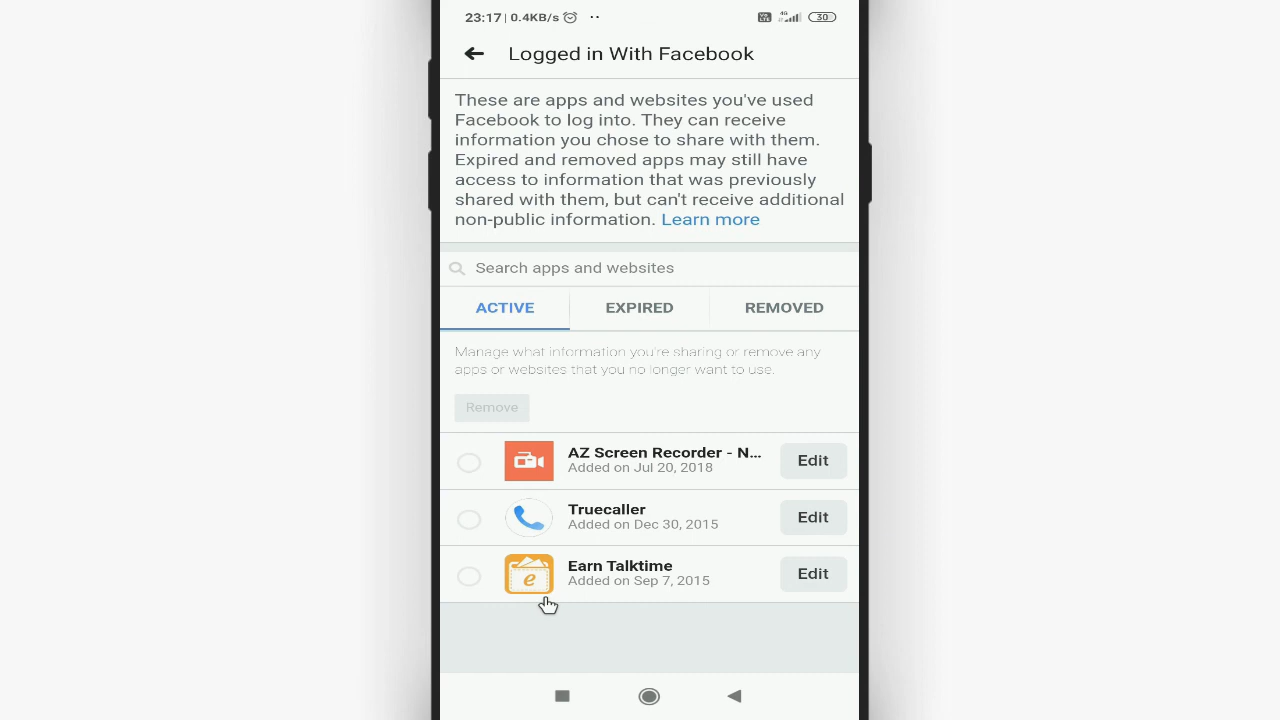 23:17 | 0.4KB/s ··
Vo LTE 4G 30
Logged in With Facebook
These are apps and websites you've used
Facebook to log into. They can receive
information you chose to share with them.
Expired and removed apps may still have
access to information that was previously
shared with them, but can't receive additional
non-public information. Learn more
Search apps and websites
ACTIVE EXPIRED REMOVED
Manage what information you're sharing or remove any
apps or websites that you no longer want to use.
Remove
AZ Screen Recorder - N...
Added on Jul 20, 2018
Edit
Truecaller
Added on Dec 30, 2015
Edit
e
Earn Talktime
Added on Sep 7, 2015
Edit